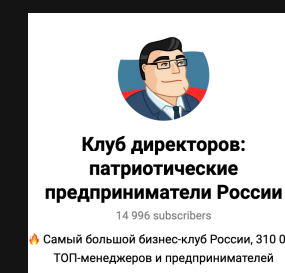 Клуб директоров:
патриотические
предприниматели России
14 996 subscribers
🔥 Самый большой бизнес-клуб России, 310 0
ТОП-менеджеров и предпринимателей